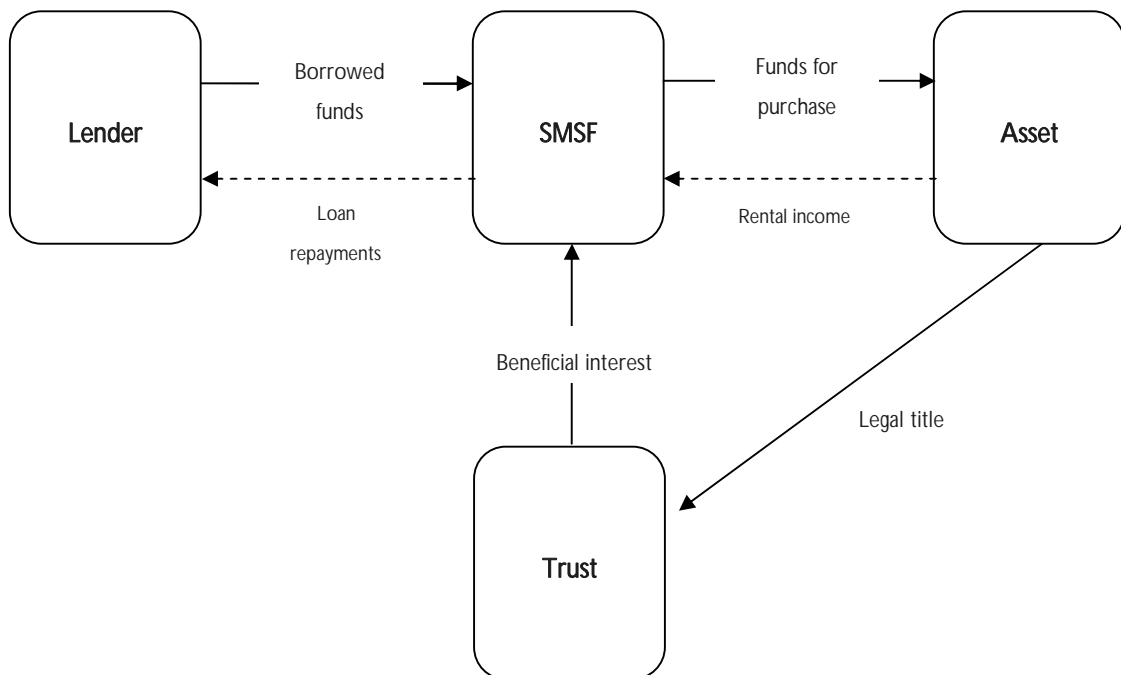 Borrowed
funds
Funds for
purchase
Lender
SMSF
Asset
Loan
repayments
Rental income
Beneficial interest
Legal title
Trust